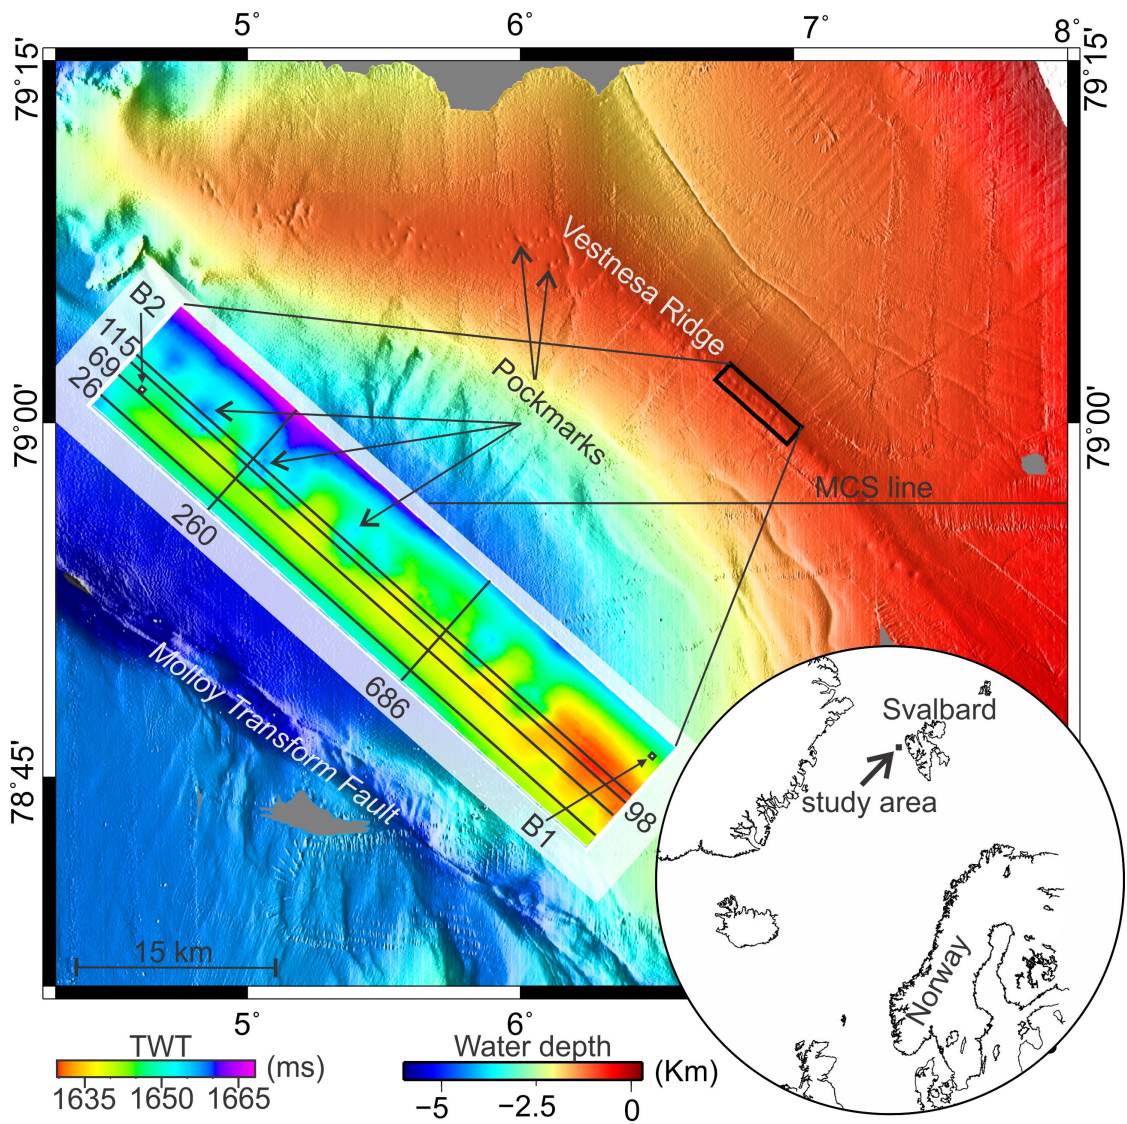 5°
6°
7°
8°
79°15'
79°15'
Vestnesa Ridge
B2
115
69
26
Pockmarks
79°00'
79°00'
MCS line
260
686
Molloy Transform Fault
78°45'
98
B1
Svalbard
study area
Norway
15 km
5°
6°
TWT
(ms)
1635
1650
1665
Water depth
(Km)
−5
−2.5
0